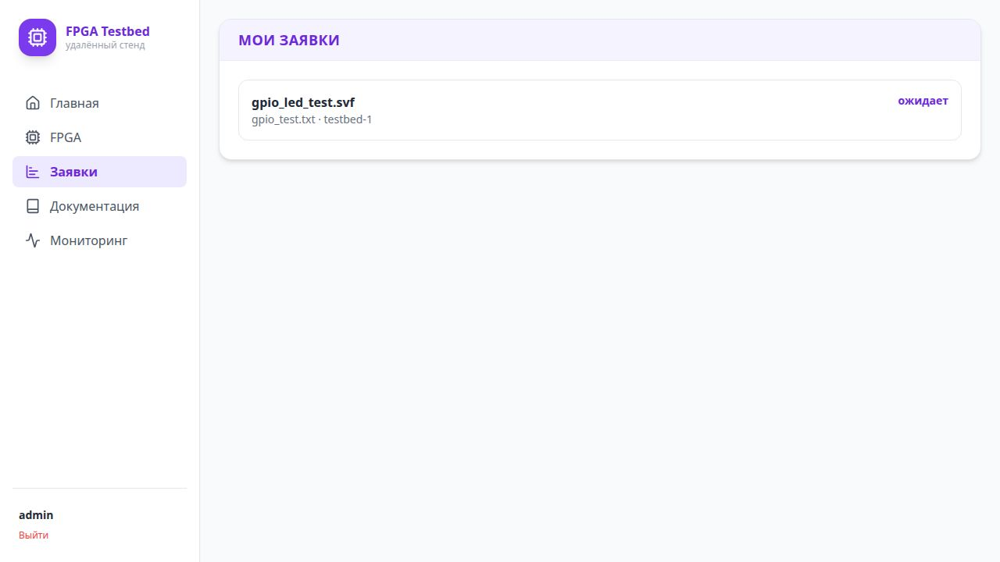 FPGA Testbed
удалённый стенд
Главная
FPGA
Заявки
Документация
Мониторинг
admin
Выйти
МОИ ЗАЯВКИ
gpio_led_test.svf
ожидает
gpio_test.txt · testbed-1